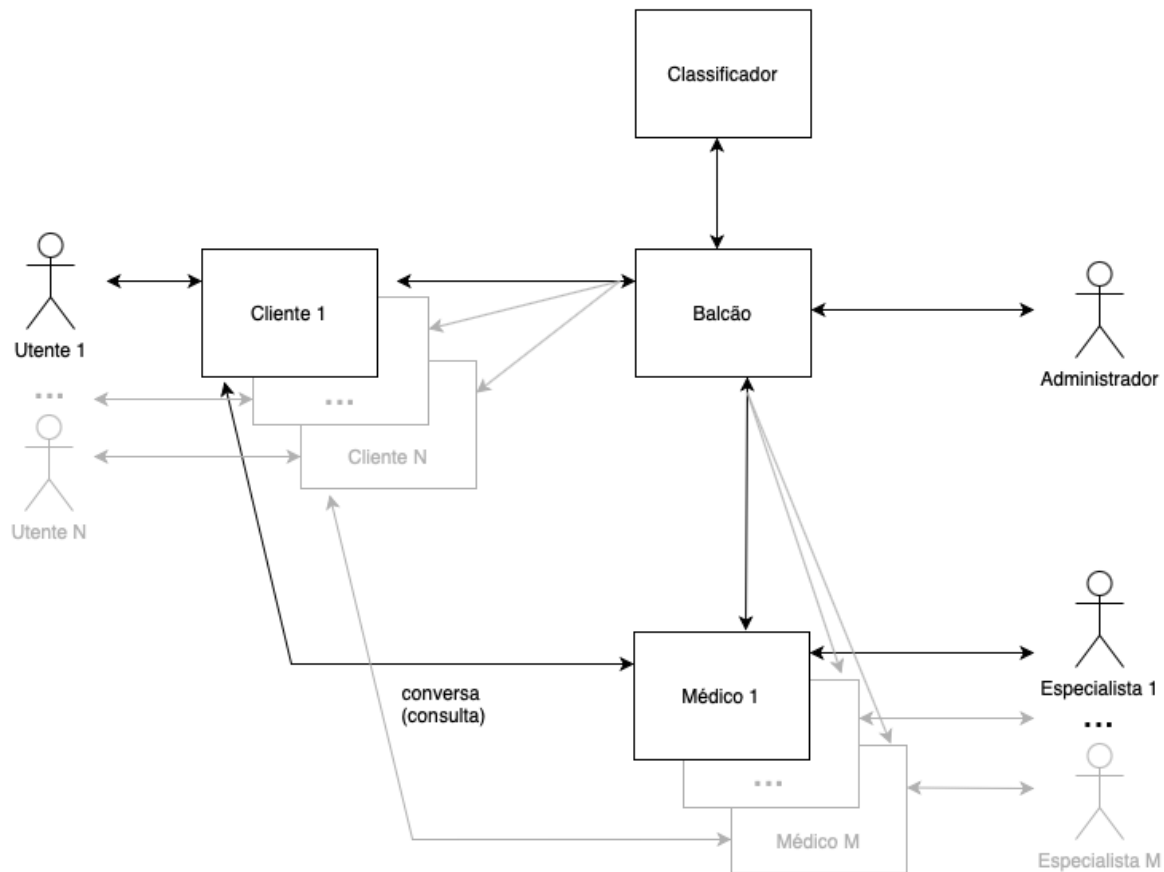 Classificador
Cliente 1
Balcão
Utente 1
Administrador
...
...
Cliente N
Utente N
Médico 1
Especialista 1
conversa
(consulta)
...
...
Médico M
Especialista M